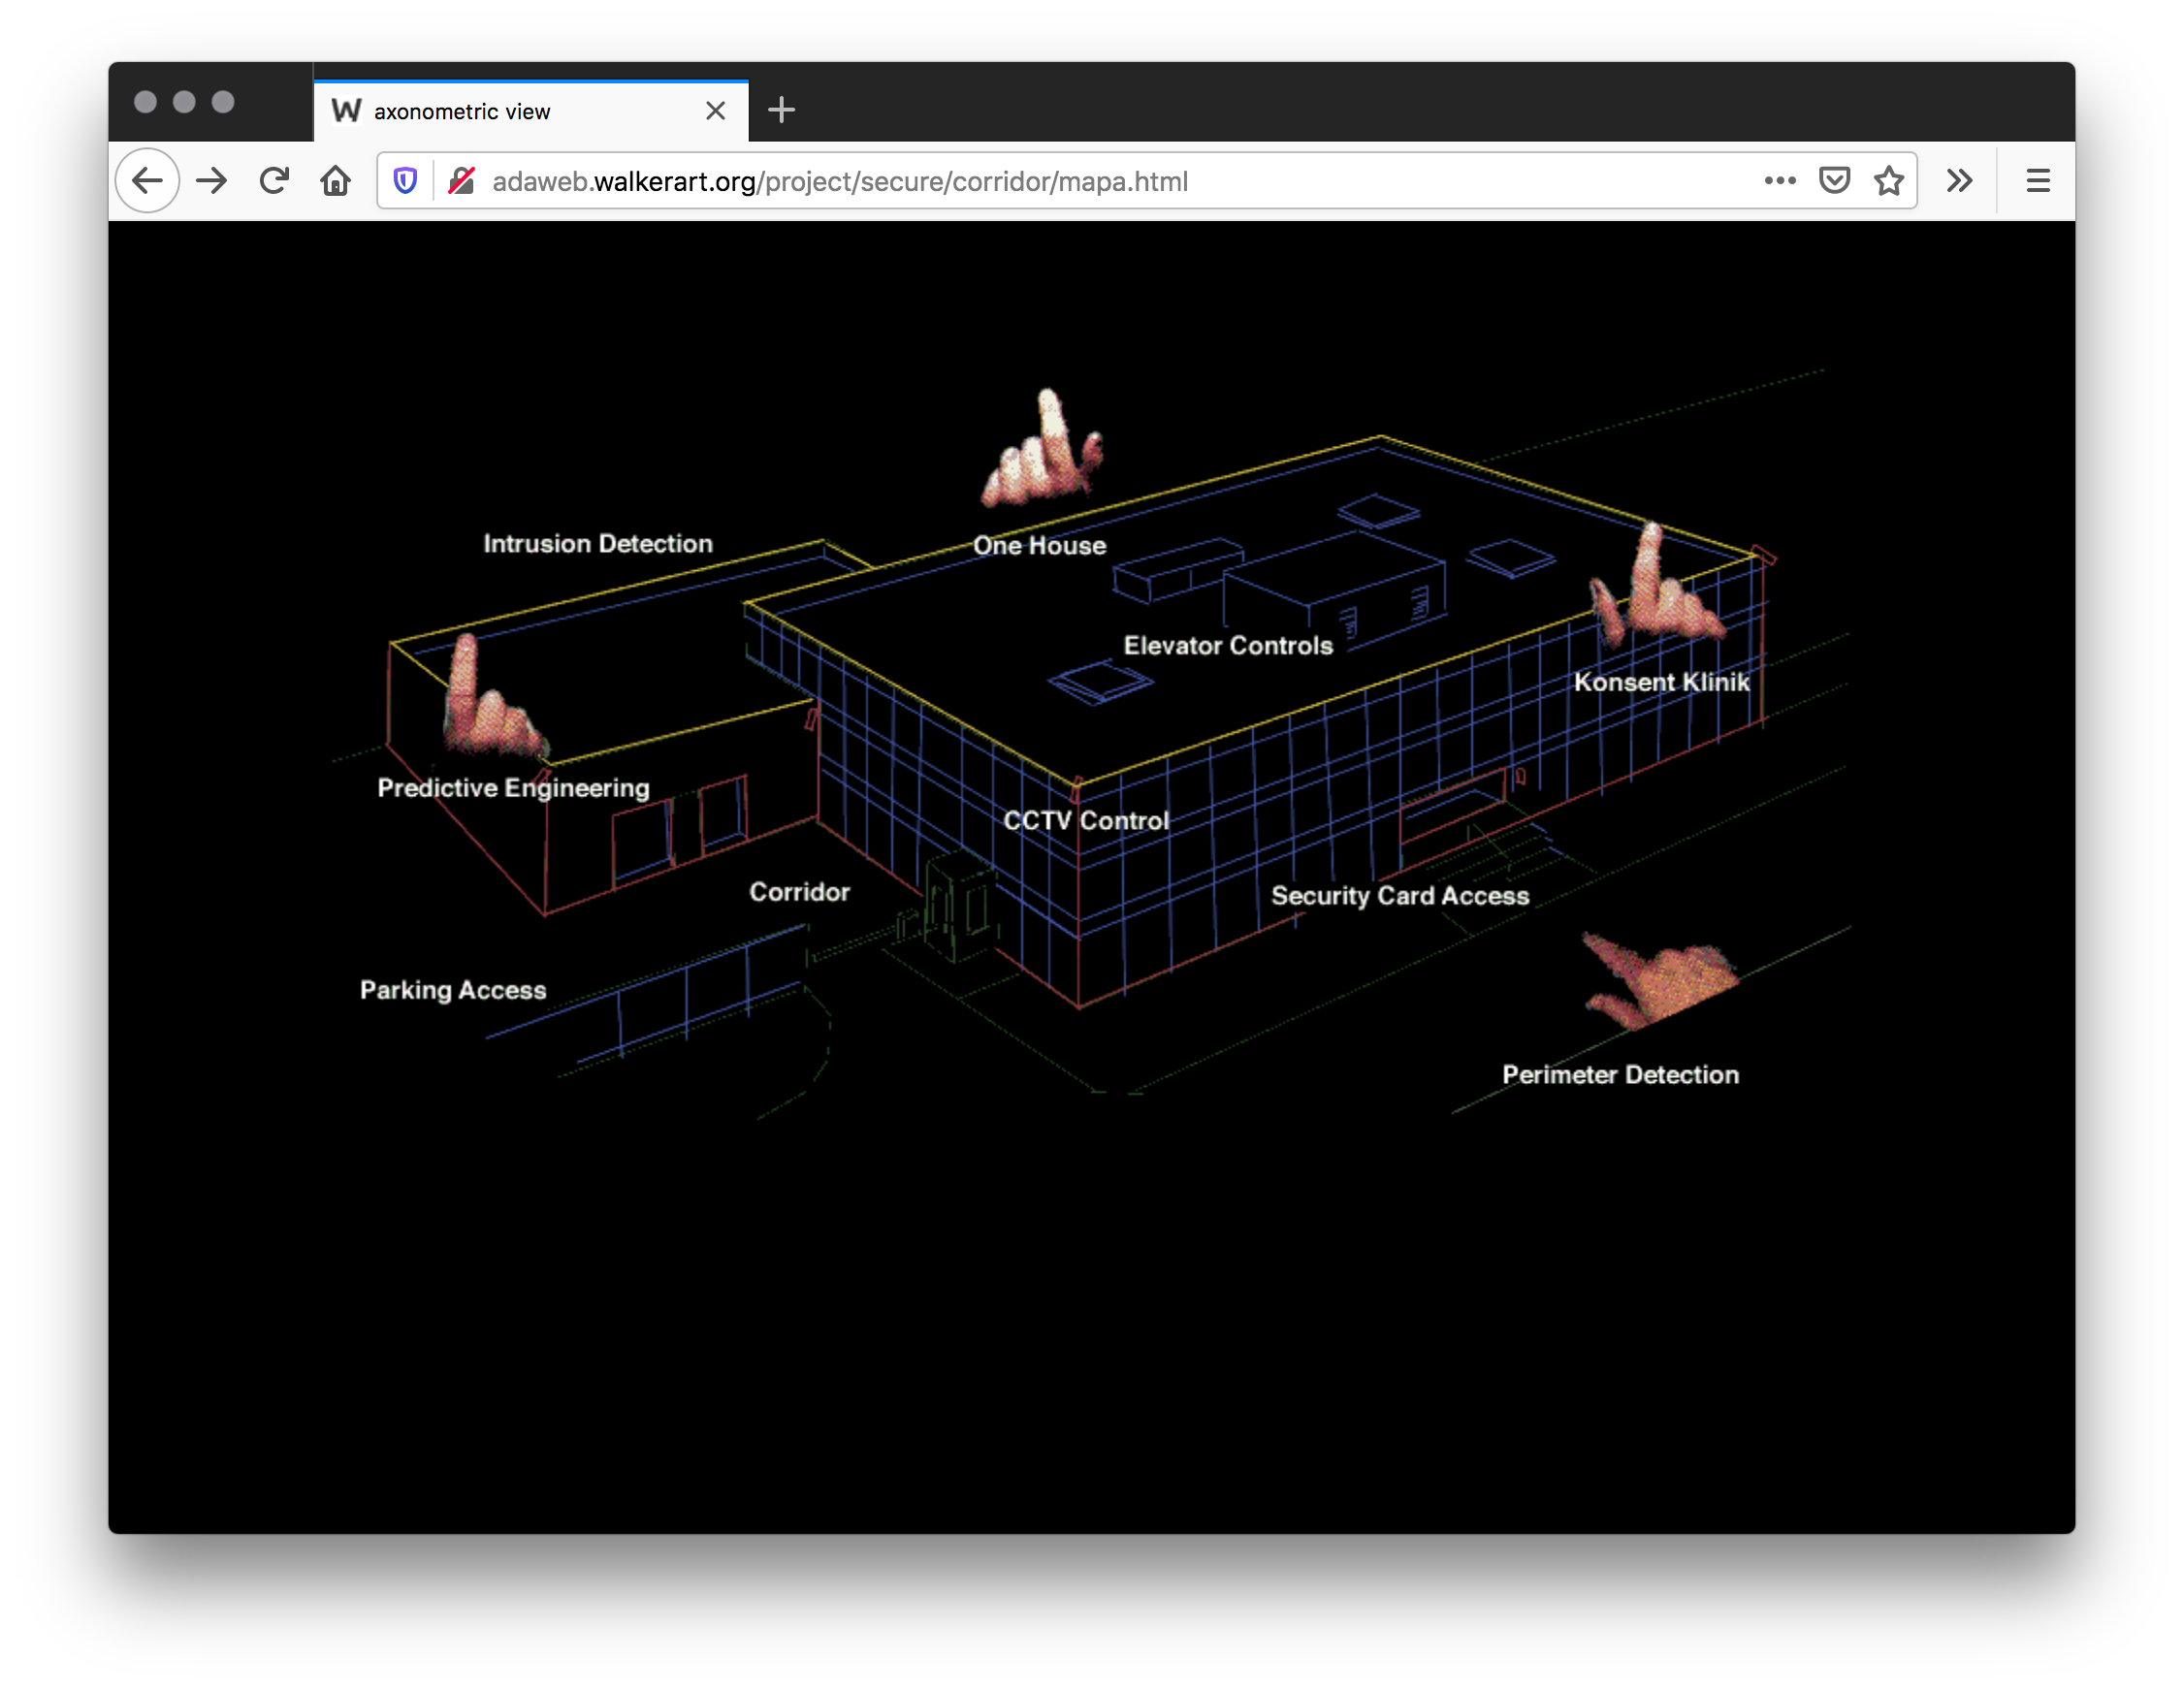 W axonometric view
adaweb.walkerart.org/project/secure/corridor/mapa.html
Intrusion Detection
One House
Elevator Controls
Konsent Klinik
Predictive Engineering
CCTV Control
Corridor
Security Card Access
Parking Access
Perimeter Detection